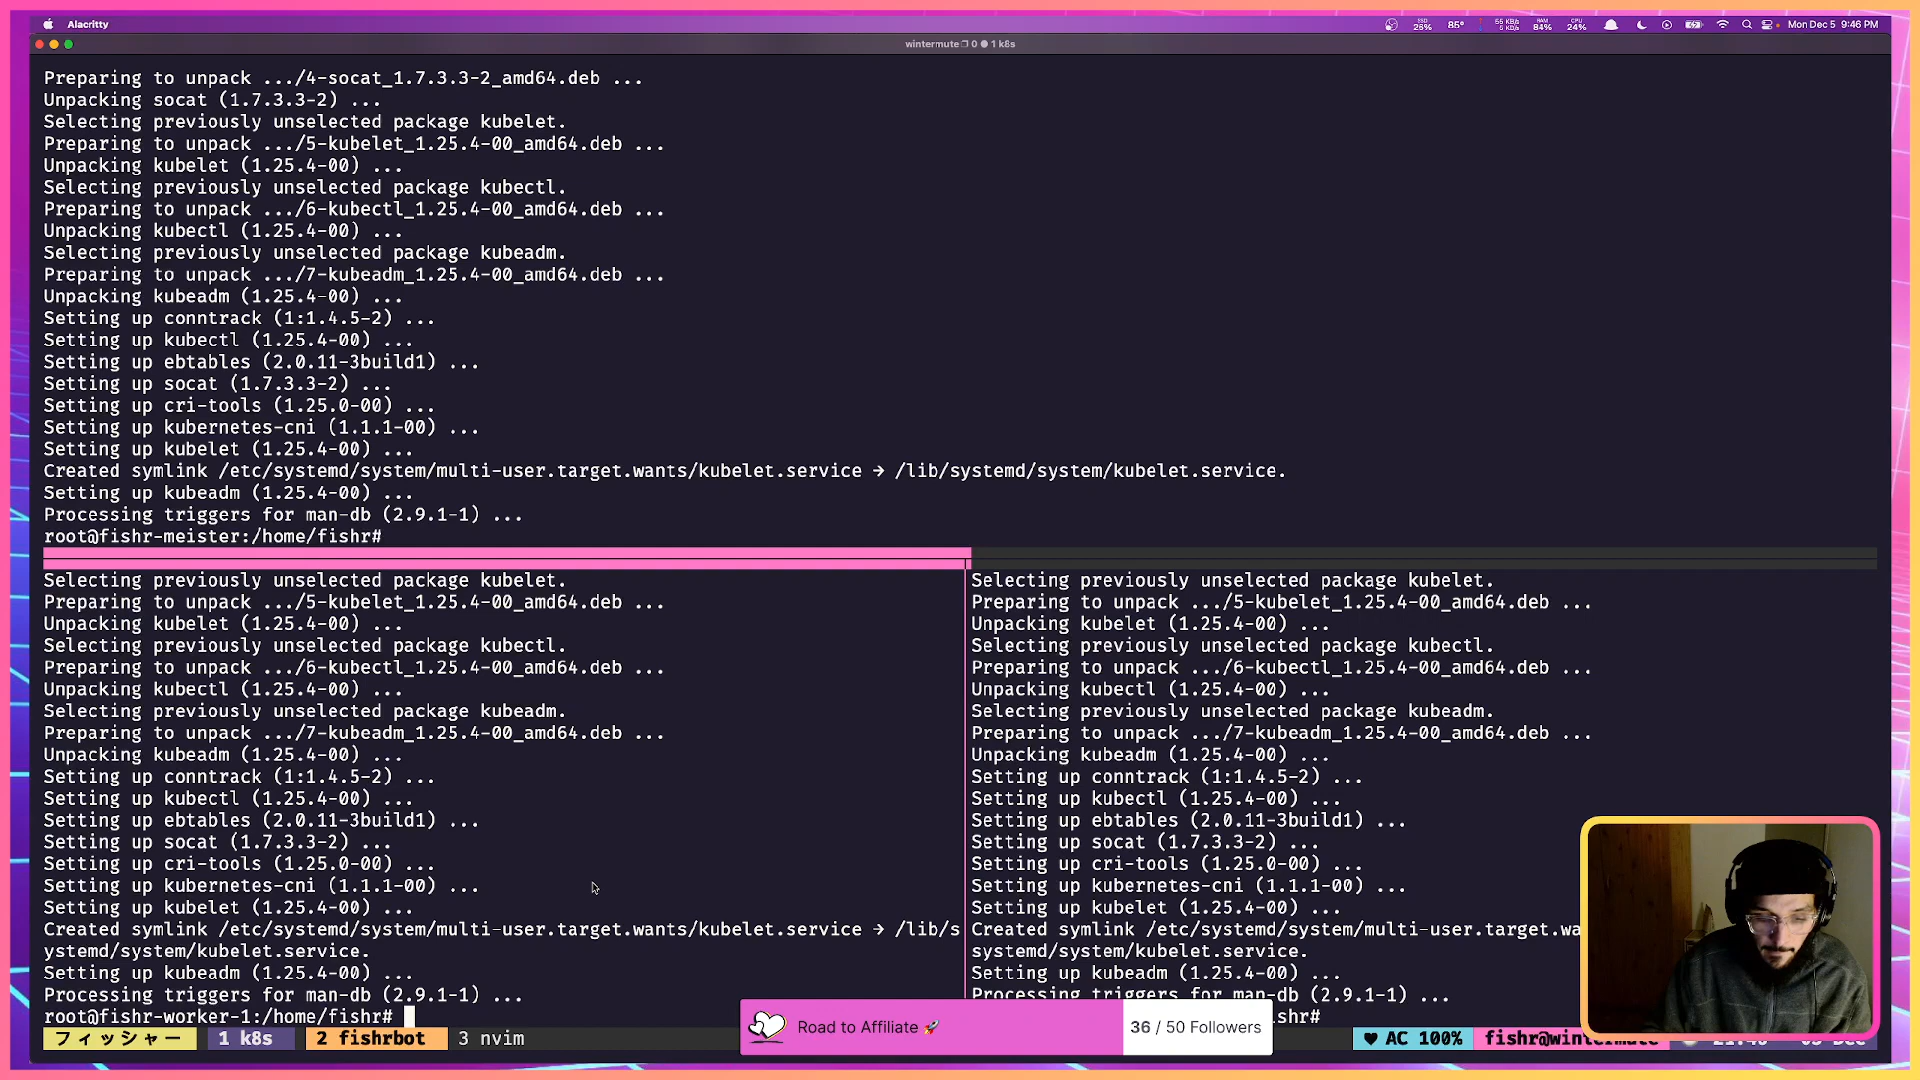 Alacritty
SSD 26% 85° 55 KB/s 5 KB/s RAM 84% CPU 24% Mon Dec 5 9:46 PM
wintermute 0 1 k8s
Preparing to unpack .../4-socat_1.7.3.3-2_amd64.deb ...
Unpacking socat (1.7.3.3-2) ...
Selecting previously unselected package kubelet.
Preparing to unpack .../5-kubelet_1.25.4-00_amd64.deb ...
Unpacking kubelet (1.25.4-00) ...
Selecting previously unselected package kubectl.
Preparing to unpack .../6-kubectl_1.25.4-00_amd64.deb ...
Unpacking kubectl (1.25.4-00) ...
Selecting previously unselected package kubeadm.
Preparing to unpack .../7-kubeadm_1.25.4-00_amd64.deb ...
Unpacking kubeadm (1.25.4-00) ...
Setting up conntrack (1:1.4.5-2) ...
Setting up kubectl (1.25.4-00) ...
Setting up ebtables (2.0.11-3build1) ...
Setting up socat (1.7.3.3-2) ...
Setting up cri-tools (1.25.0-00) ...
Setting up kubernetes-cni (1.1.1-00) ...
Setting up kubelet (1.25.4-00) ...
Created symlink /etc/systemd/system/multi-user.target.wants/kubelet.service → /lib/systemd/system/kubelet.service.
Setting up kubeadm (1.25.4-00) ...
Processing triggers for man-db (2.9.1-1) ...
root@fishr-meister:/home/fishr#
Selecting previously unselected package kubelet.
Preparing to unpack .../5-kubelet_1.25.4-00_amd64.deb ...
Unpacking kubelet (1.25.4-00) ...
Selecting previously unselected package kubectl.
Preparing to unpack .../6-kubectl_1.25.4-00_amd64.deb ...
Unpacking kubectl (1.25.4-00) ...
Selecting previously unselected package kubeadm.
Preparing to unpack .../7-kubeadm_1.25.4-00_amd64.deb ...
Unpacking kubeadm (1.25.4-00) ...
Setting up conntrack (1:1.4.5-2) ...
Setting up kubectl (1.25.4-00) ...
Setting up ebtables (2.0.11-3build1) ...
Setting up socat (1.7.3.3-2) ...
Setting up cri-tools (1.25.0-00) ...
Setting up kubernetes-cni (1.1.1-00) ...
Setting up kubelet (1.25.4-00) ...
Created symlink /etc/systemd/system/multi-user.target.wants/kubelet.service → /lib/s
ystemd/system/kubelet.service.
Setting up kubeadm (1.25.4-00) ...
Processing triggers for man-db (2.9.1-1) ...
root@fishr-worker-1:/home/fishr#
Selecting previously unselected package kubelet.
Preparing to unpack .../5-kubelet_1.25.4-00_amd64.deb ...
Unpacking kubelet (1.25.4-00) ...
Selecting previously unselected package kubectl.
Preparing to unpack .../6-kubectl_1.25.4-00_amd64.deb ...
Unpacking kubectl (1.25.4-00) ...
Selecting previously unselected package kubeadm.
Preparing to unpack .../7-kubeadm_1.25.4-00_amd64.deb ...
Unpacking kubeadm (1.25.4-00) ...
Setting up conntrack (1:1.4.5-2) ...
Setting up kubectl (1.25.4-00) ...
Setting up ebtables (2.0.11-3build1) ...
Setting up socat (1.7.3.3-2) ...
Setting up cri-tools (1.25.0-00) ...
Setting up kubernetes-cni (1.1.1-00) ...
Setting up kubelet (1.25.4-00) ...
Created symlink /etc/systemd/system/multi-user.target.wa
systemd/system/kubelet.service.
Setting up kubeadm (1.25.4-00) ...
Processing triggers for man-db (2.9.1-1) ...
shr#
Road to Affiliate 🚀 36 / 50 Followers
フィッシャー 1 k8s 2 fishrbot 3 nvim ♥ AC 100% fishr@wintermute